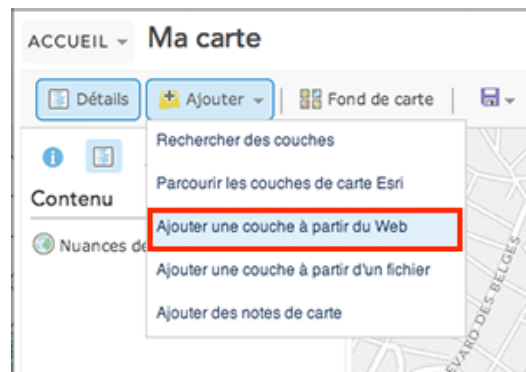 ACCUEIL Ma carte
Détails Ajouter Fond de carte
Rechercher des couches
Parcourir les couches de carte Esri
Contenu
Ajouter une couche à partir du Web
Nuances de
Ajouter une couche à partir d'un fichier
Ajouter des notes de carte
DES BELGES